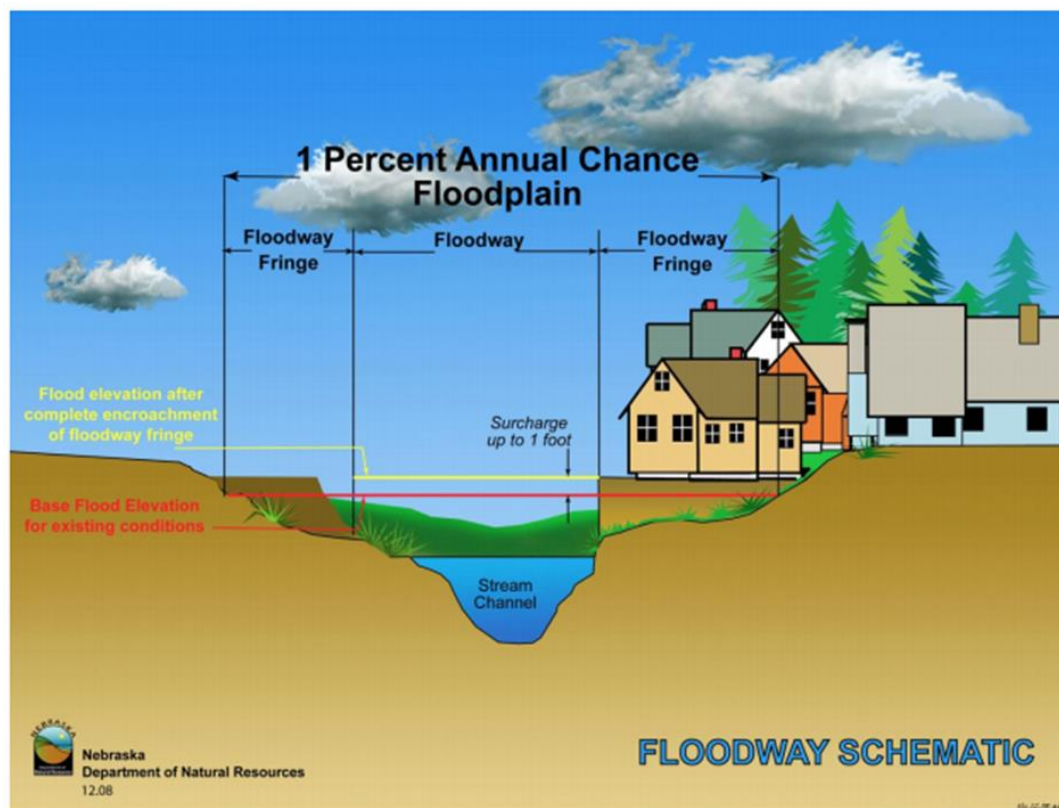 1 Percent Annual Chance
Floodplain
Floodway
Fringe
Floodway
Floodway
Fringe
Flood elevation after
complete encroachment
of floodway fringe
Surcharge
up to 1 foot
Base Flood Elevation
for existing conditions
Stream
Channel
NEBRASKA
Nebraska
Department of Natural Resources
12.08
FLOODWAY SCHEMATIC